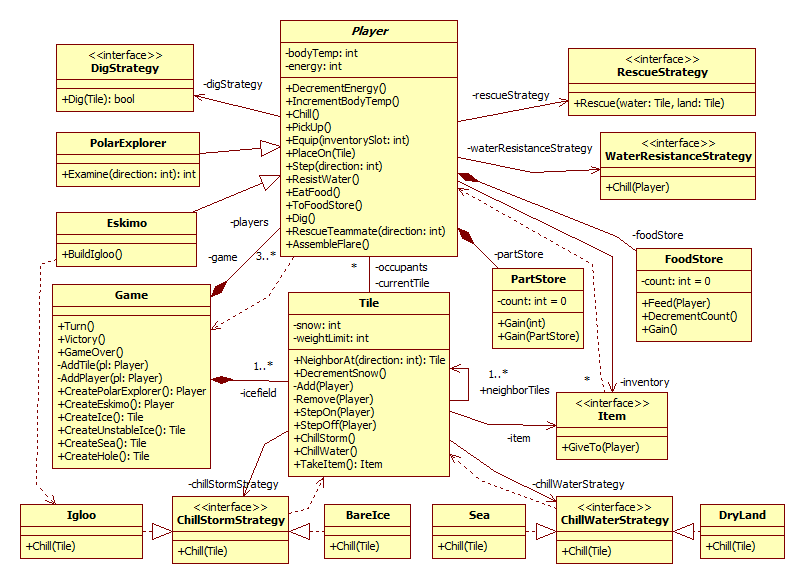 Player
-bodyTemp: int
-energy: int
+DecrementEnergy()
+IncrementBodyTemp()
+Chill()
+PickUp()
+Equip(inventorySlot: int)
+PlaceOn(Tile)
+Step(direction: int)
+ResistWater()
+EatFood()
+ToFoodStore()
+Dig()
+RescueTeammate(direction: int)
+AssembleFlare()
<<interface>>
DigStrategy
+Dig(Tile): bool
-digStrategy
<<interface>>
RescueStrategy
+Rescue(water: Tile, land: Tile)
-rescueStrategy
PolarExplorer
+Examine(direction: int): int
<<interface>>
WaterResistanceStrategy
+Chill(Player)
-waterResistanceStrategy
Eskimo
+BuildIgloo()
-players
-game
3..*
*
-occupants
-currentTile
-partStore
-foodStore
FoodStore
-count: int = 0
+Feed(Player)
+DecrementCount()
+Gain()
PartStore
-count: int = 0
+Gain(int)
+Gain(PartStore)
Game
+Turn()
+Victory()
+GameOver()
-AddTile(pl: Player)
-AddPlayer(pl: Player)
+CreatePolarExplorer(): Player
+CreateEskimo(): Player
+CreateIce(): Tile
+CreateUnstableIce(): Tile
+CreateSea(): Tile
+CreateHole(): Tile
1..*
-icefield
Tile
-snow: int
-weightLimit: int
+NeighborAt(direction: int): Tile
+DecrementSnow()
-Add(Player)
-Remove(Player)
+StepOn(Player)
+StepOff(Player)
+ChillStorm()
+ChillWater()
+TakeItem(): Item
1..*
+neighborTiles
*
-inventory
-item
<<interface>>
Item
+GiveTo(Player)
-chillStormStrategy
-chillWaterStrategy
Igloo
+Chill(Tile)
<<interface>>
ChillStormStrategy
+Chill(Tile)
BareIce
+Chill(Tile)
Sea
+Chill(Tile)
<<interface>>
ChillWaterStrategy
+Chill(Tile)
DryLand
+Chill(Tile)